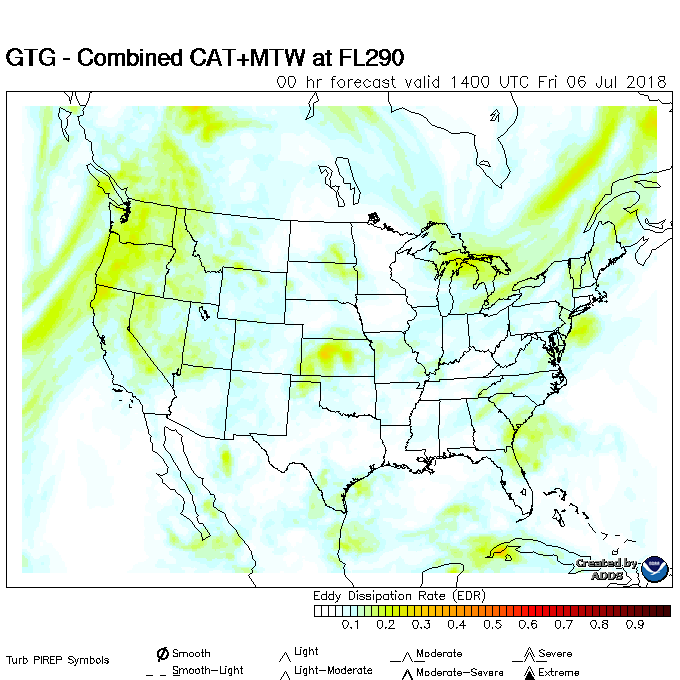 GTG - Combined CAT+MTW at FL290
00 hr forecast valid 1400 UTC Fri 06 Jul 2018
Created by
ADDS
Eddy Dissipation Rate (EDR)
0.1 0.2 0.3 0.4 0.5 0.6 0.7 0.8 0.9
Turb PIREP Symbols
Smooth Light Moderate Severe
Smooth-Light Light-Moderate Moderate-Severe Extreme